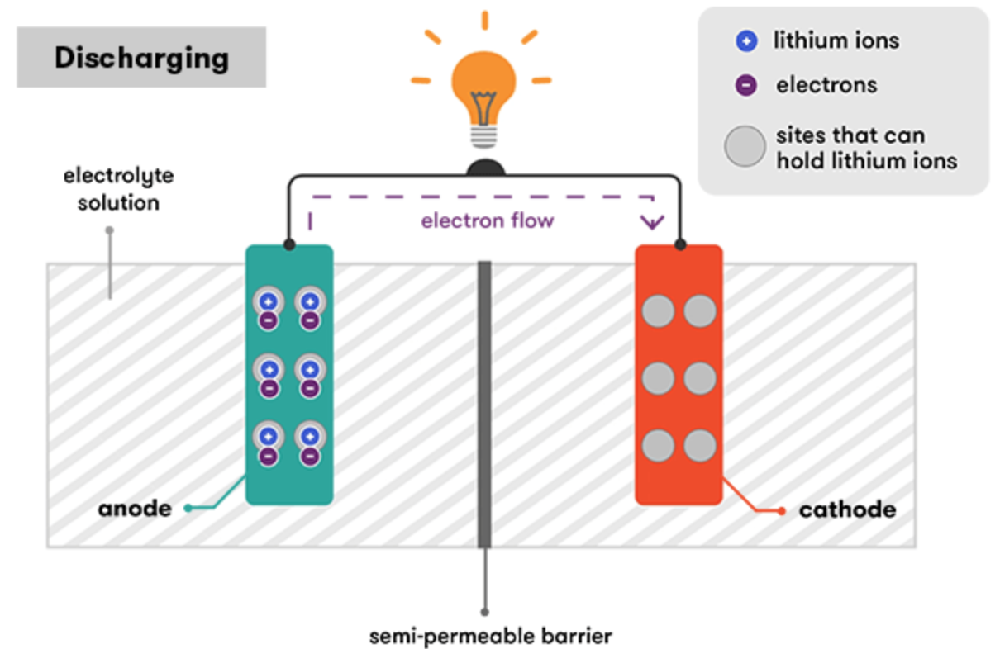 Discharging
lithium ions
electrons
sites that can
hold lithium ions
electrolyte
solution
electron flow
anode
cathode
semi-permeable barrier